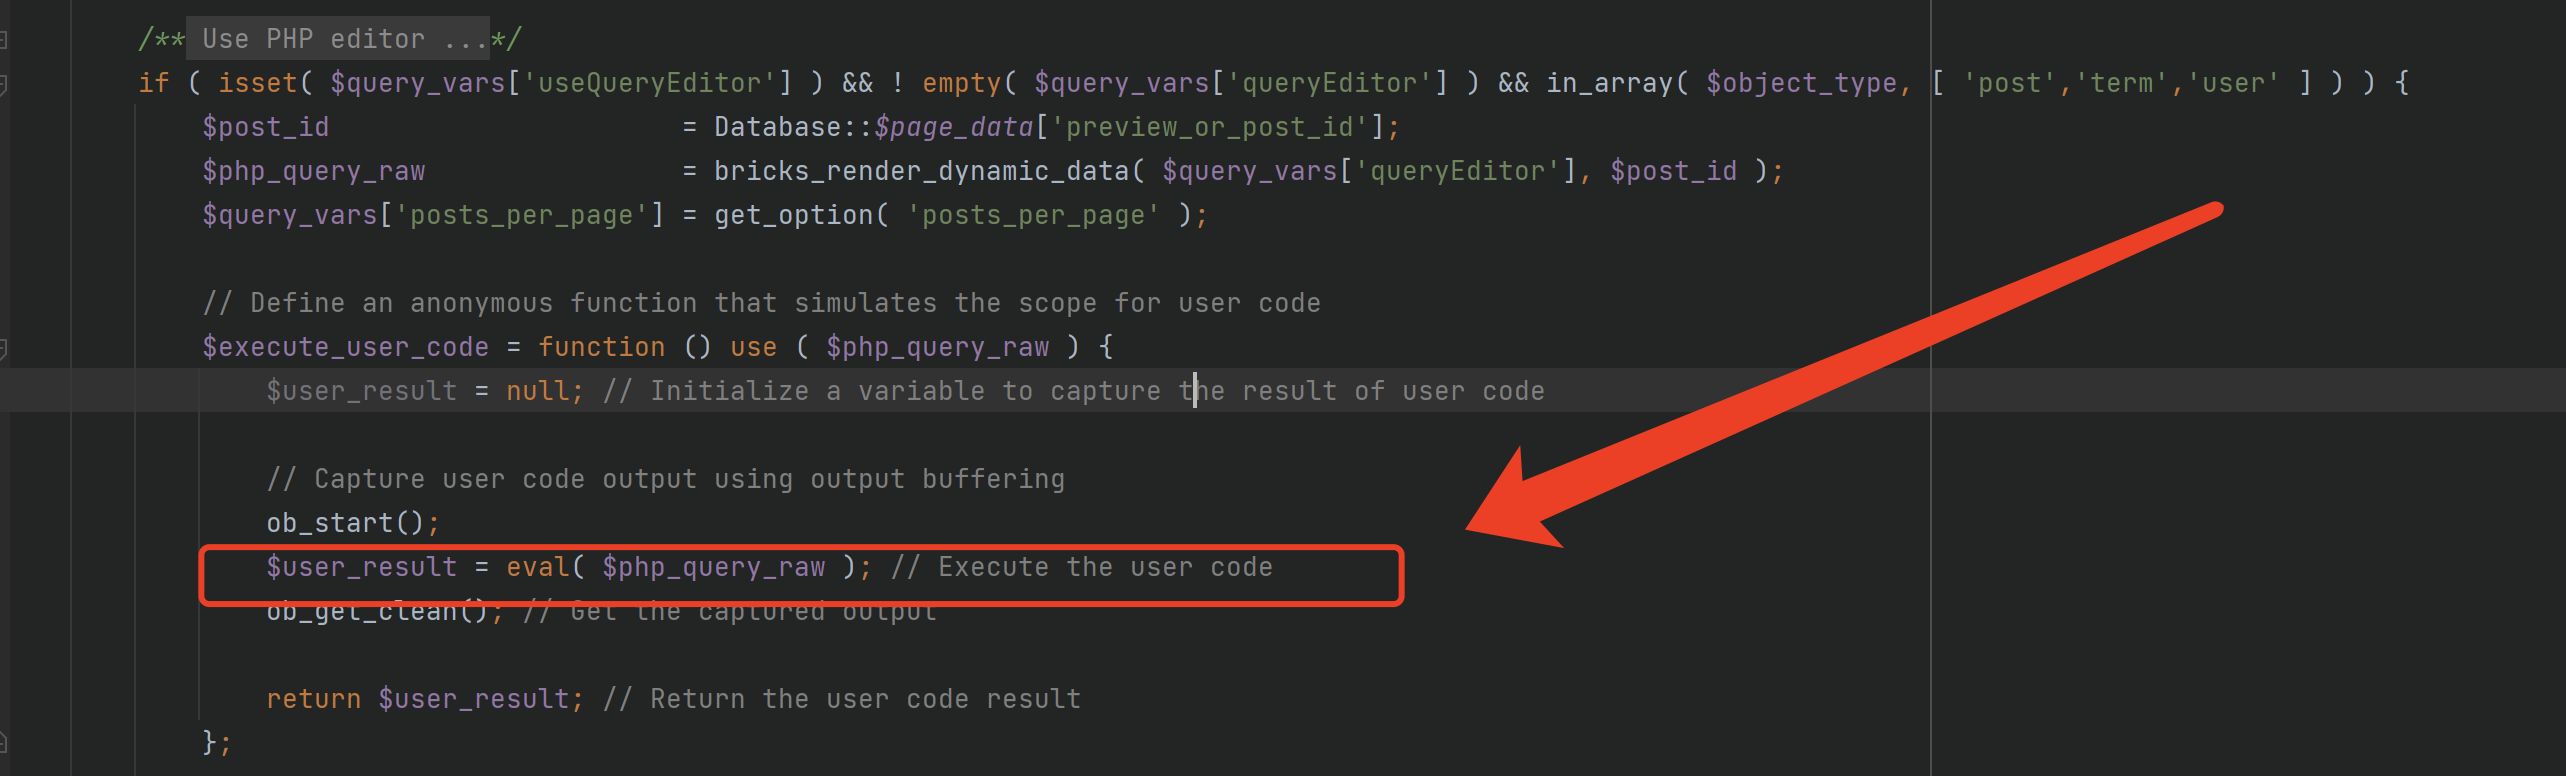 /** Use PHP editor ...*/
if ( isset( $query_vars['useQueryEditor'] ) && ! empty( $query_vars['queryEditor'] ) && in_array( $object_type, [ 'post','term','user' ] ) ) {
$post_id = Database::$page_data['preview_or_post_id'];
$php_query_raw = bricks_render_dynamic_data( $query_vars['queryEditor'], $post_id );
$query_vars['posts_per_page'] = get_option( 'posts_per_page' );
// Define an anonymous function that simulates the scope for user code
$execute_user_code = function () use ( $php_query_raw ) {
$user_result = null; // Initialize a variable to capture the result of user code
// Capture user code output using output buffering
ob_start();
$user_result = eval( $php_query_raw ); // Execute the user code
ob_get_clean(); // Get the captured output
return $user_result; // Return the user code result
};